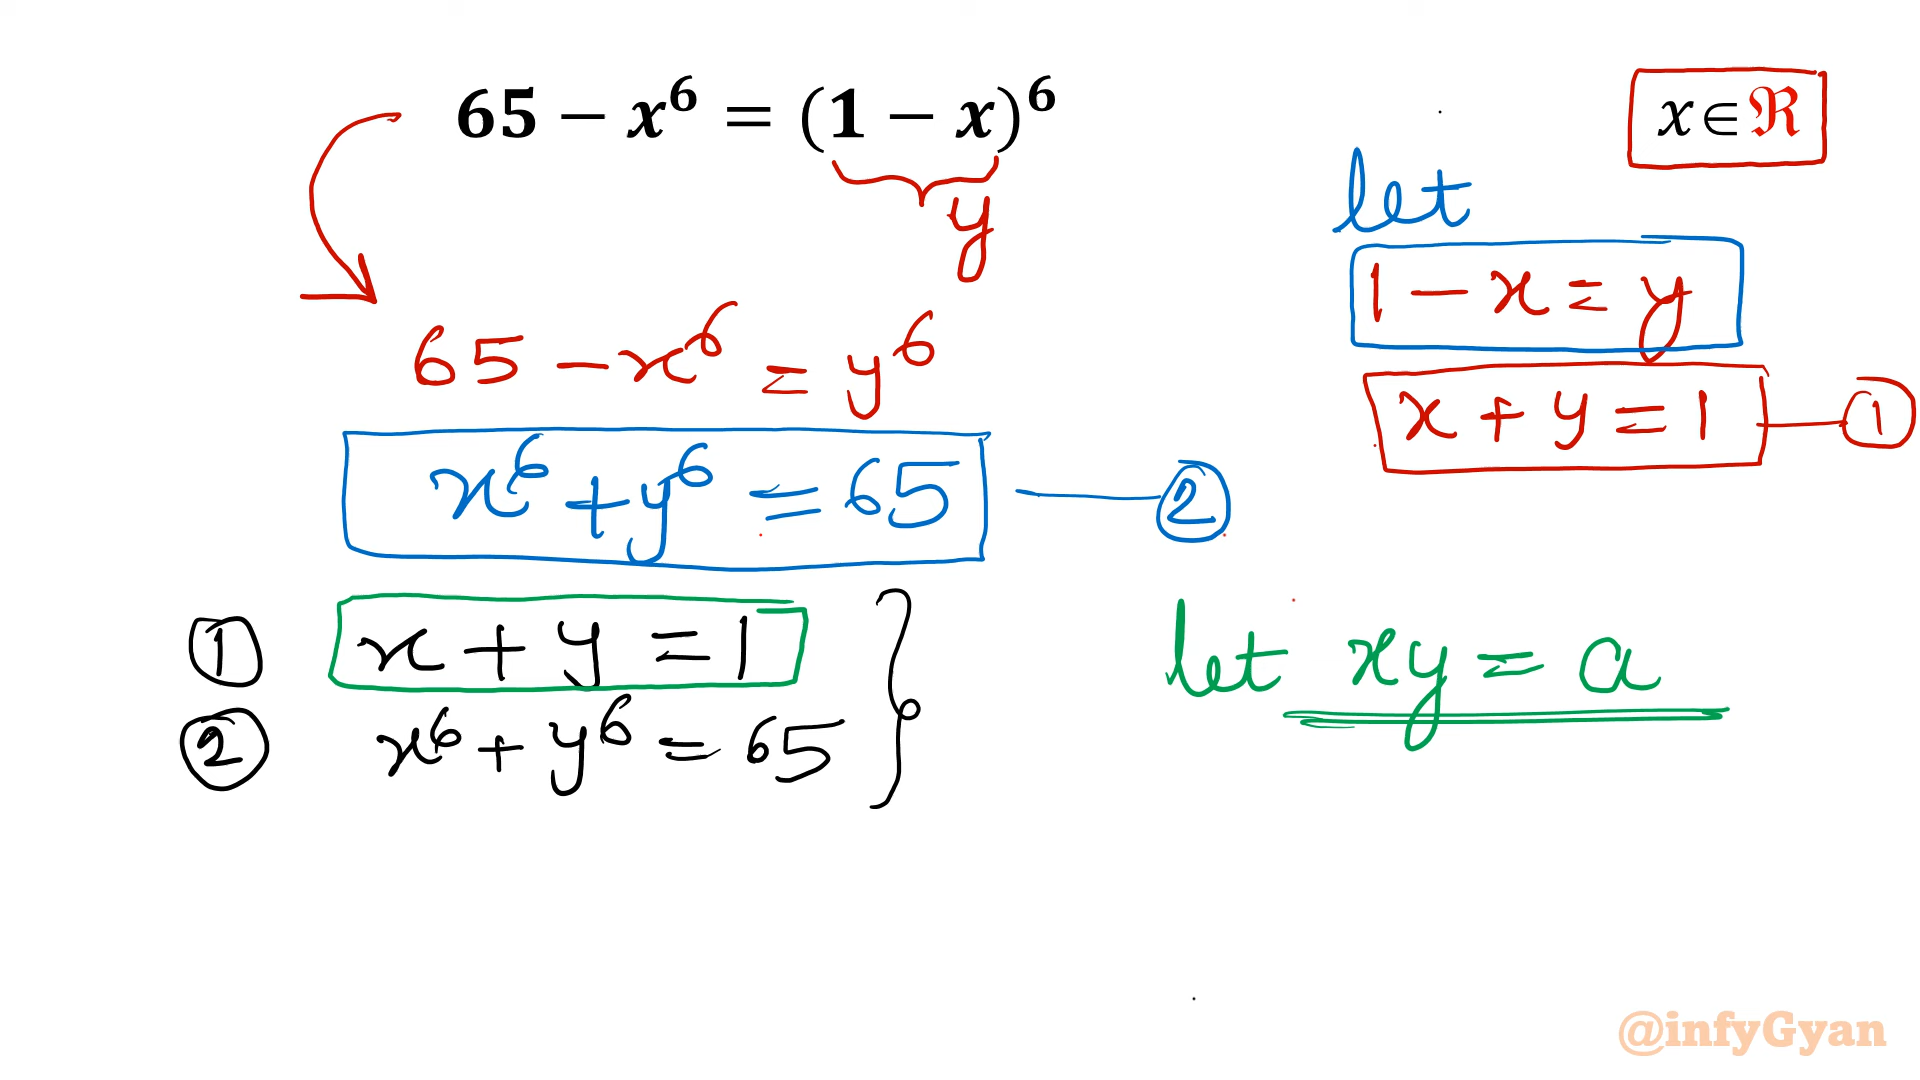 65 − x⁶ = (1 − x)⁶
x∈ℜ
y
let
1 − x = y
65 − x⁶ = y⁶
x + y = 1 —— ①
x⁶ + y⁶ = 65 —— ②
① x + y = 1
② x⁶ + y⁶ = 65
let xy = a
@infyGyan